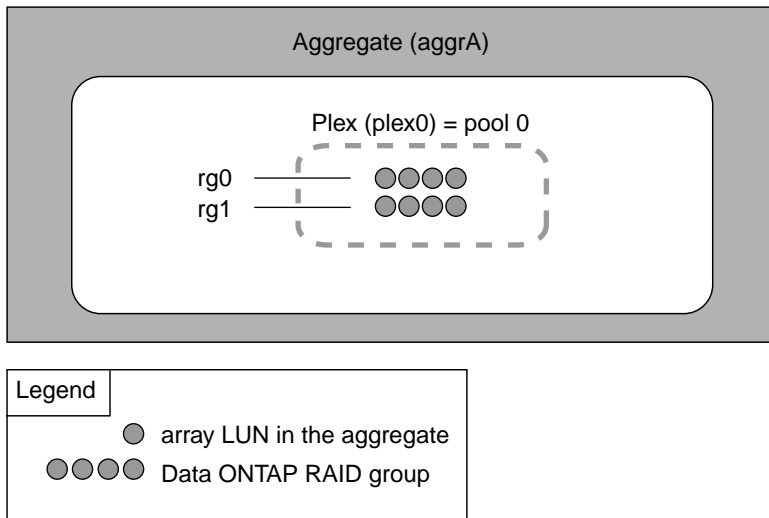 Aggregate (aggrA)
Plex (plex0) = pool 0
rg0
rg1
Legend
array LUN in the aggregate
Data ONTAP RAID group